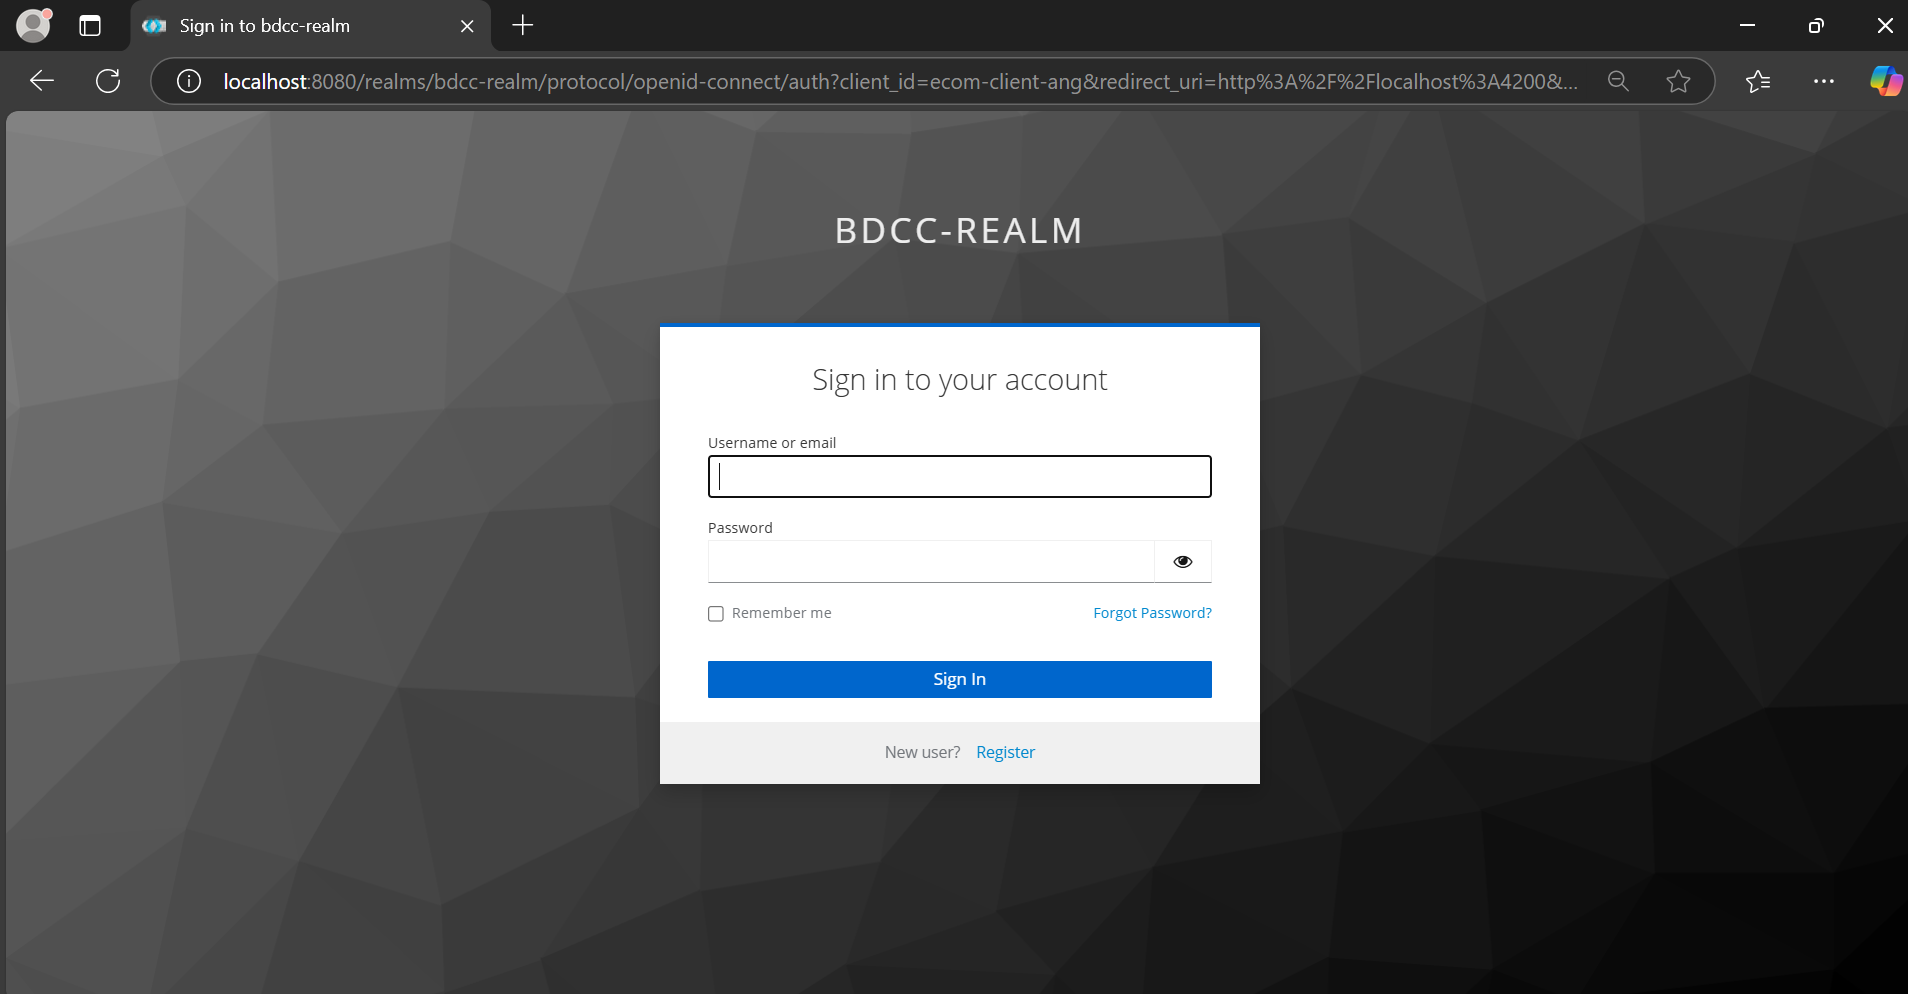 Sign in to bdcc-realm
localhost:8080/realms/bdcc-realm/protocol/openid-connect/auth?client_id=ecom-client-ang&redirect_uri=http%3A%2F%2Flocalhost%3A4200&...
BDCC-REALM
Sign in to your account
Username or email
Password
Remember me Forgot Password?
Sign In
New user? Register